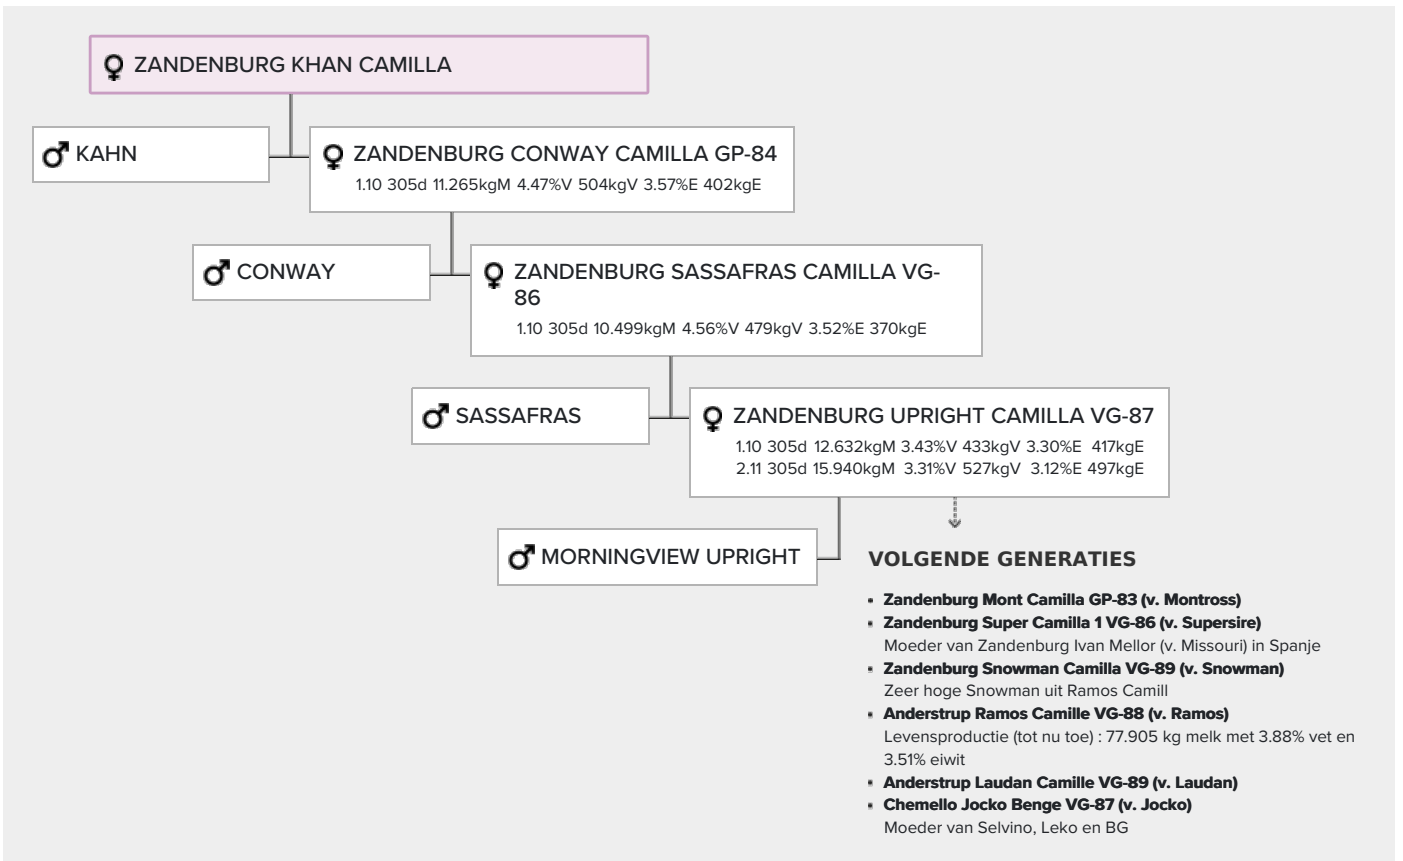 ZANDENBURG KHAN CAMILLA
KAHN
ZANDENBURG CONWAY CAMILLA GP-84
1.10 305d 11.265kgM 4.47%V 504kgV 3.57%E 402kgE
CONWAY
ZANDENBURG SASSAFRAS CAMILLA VG-
86
1.10 305d 10.499kgM 4.56%V 479kgV 3.52%E 370kgE
SASSAFRAS
ZANDENBURG UPRIGHT CAMILLA VG-87
1.10 305d 12.632kgM 3.43%V 433kgV 3.30%E 417kgE
2.11 305d 15.940kgM 3.31%V 527kgV 3.12%E 497kgE
MORNINGVIEW UPRIGHT
VOLGENDE GENERATIES
▪ Zandenburg Mont Camilla GP-83 (v. Montross)
▪ Zandenburg Super Camilla 1 VG-86 (v. Supersire)
Moeder van Zandenburg Ivan Mellor (v. Missouri) in Spanje
▪ Zandenburg Snowman Camilla VG-89 (v. Snowman)
Zeer hoge Snowman uit Ramos Camill
▪ Anderstrup Ramos Camille VG-88 (v. Ramos)
Levensproductie (tot nu toe) : 77.905 kg melk met 3.88% vet en
3.51% eiwit
▪ Anderstrup Laudan Camille VG-89 (v. Laudan)
▪ Chemello Jocko Benge VG-87 (v. Jocko)
Moeder van Selvino, Leko en BG